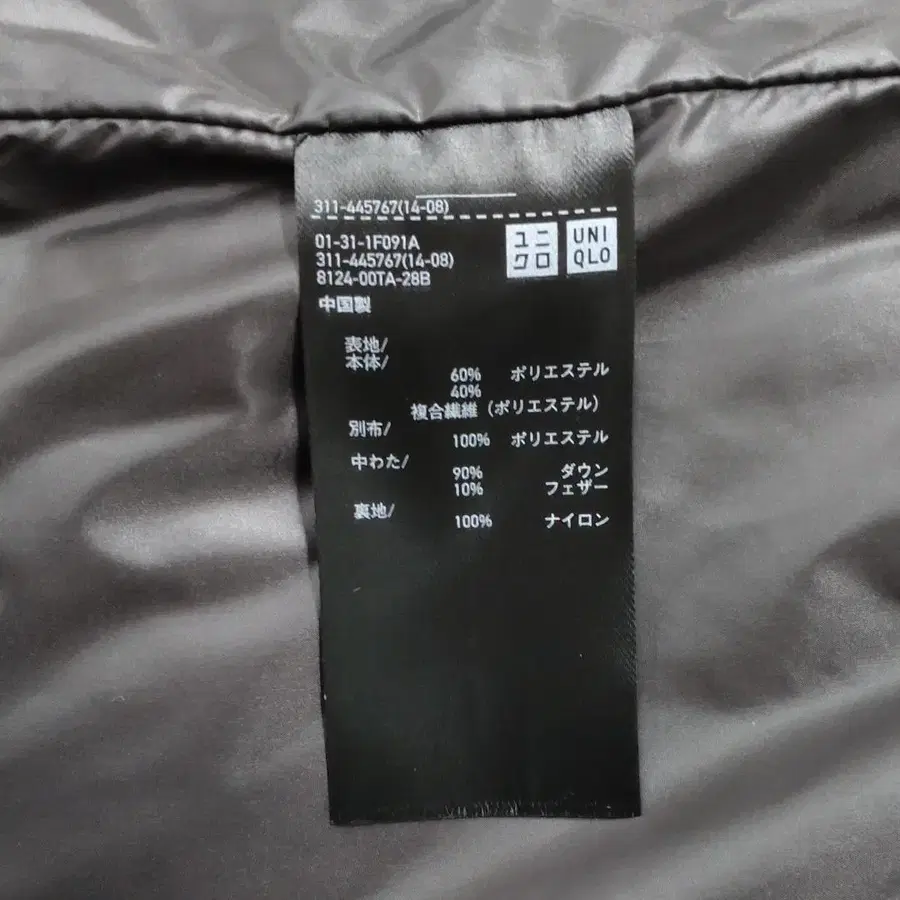 311-445767(14-08)
01-31-1F091A
311-445767(14-08)
8124-00TA-28B
中国製
ユニ
クロ
UNI
QLO
表地/
本体/
60% ポリエステル
40%
複合繊維 (ポリエステル)
別布/
100% ポリエステル
中わた/
90% ダウン
10% フェザー
裏地/
100% ナイロン